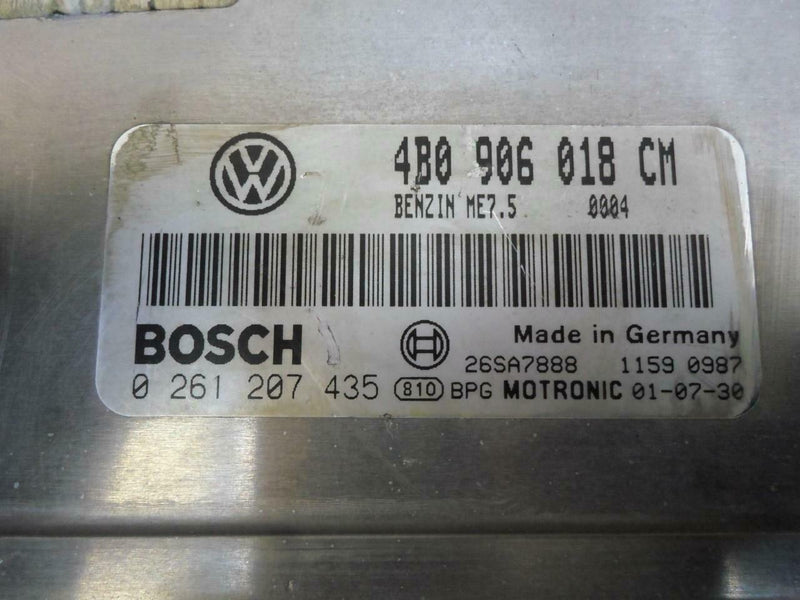 4B0 906 018 CM
BENZIN ME7.5 0004
BOSCH
Made in Germany
26SA7888 1159 0987
0 261 207 435 810 BPG MOTRONIC 01-07-30